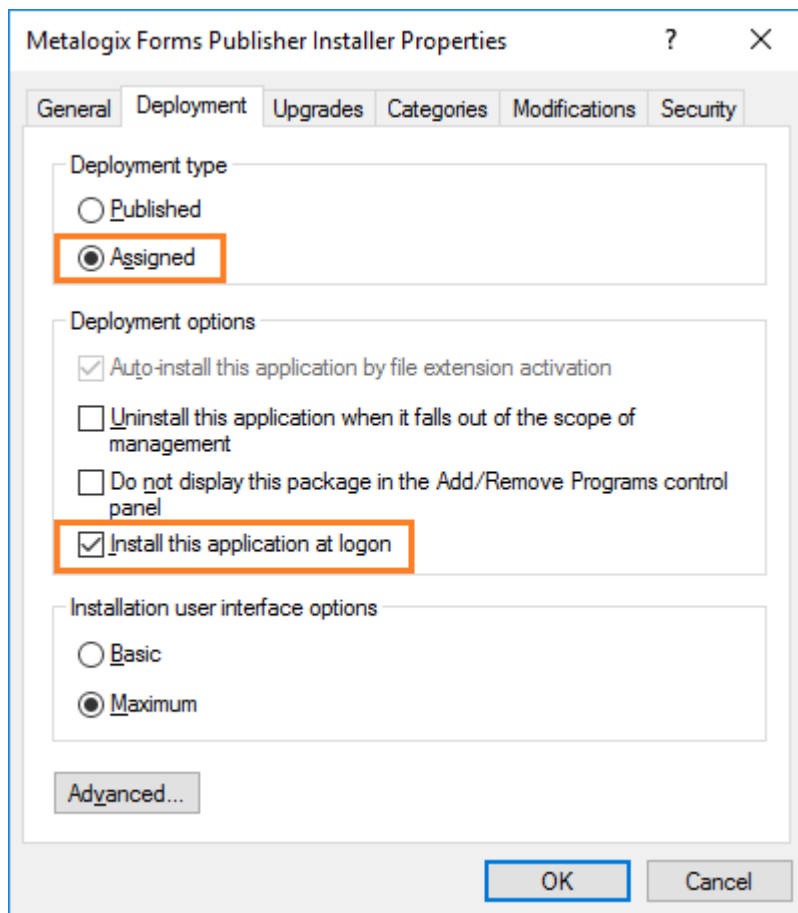 Metalogix Forms Publisher Installer Properties ?
General Deployment Upgrades Categories Modifications Security
Deployment type
Published
Assigned
Deployment options
Auto-install this application by file extension activation
Uninstall this application when it falls out of the scope of
management
Do not display this package in the Add/Remove Programs control
panel
Install this application at logon
Installation user interface options
Basic
Maximum
Advanced...
OK Cancel